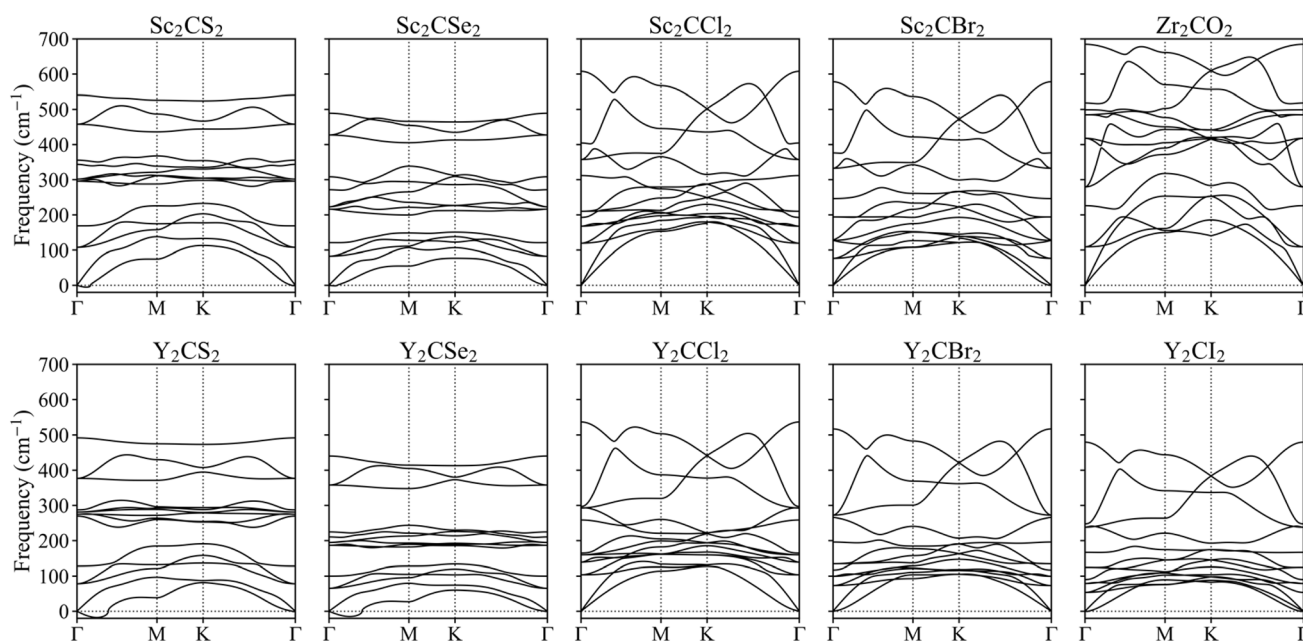 Sc₂CS₂ Sc₂CSe₂ Sc₂CCl₂ Sc₂CBr₂ Zr₂CO₂
700
600
500
400
300
200
100
0
Frequency (cm⁻¹)
Γ M K Γ Γ M K Γ Γ M K Γ Γ M K Γ Γ M K Γ
Y₂CS₂ Y₂CSe₂ Y₂CCl₂ Y₂CBr₂ Y₂CI₂
700
600
500
400
300
200
100
0
Frequency (cm⁻¹)
Γ M K Γ Γ M K Γ Γ M K Γ Γ M K Γ Γ M K Γ